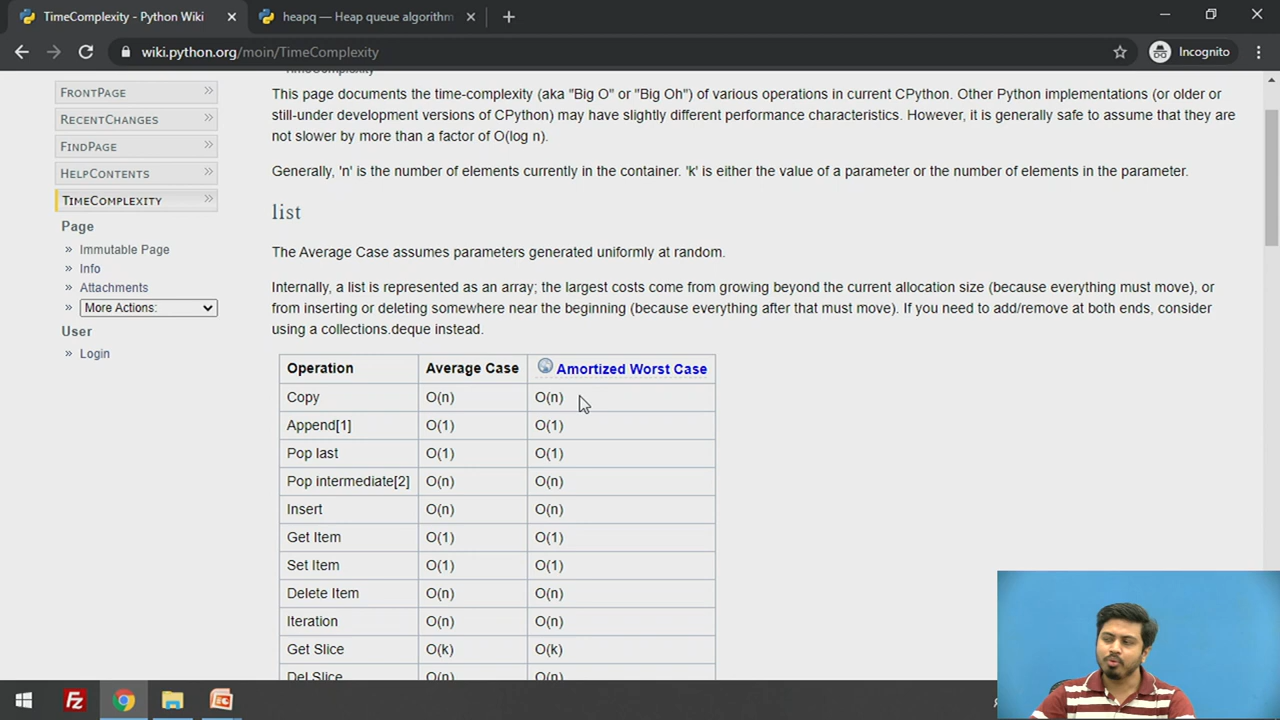 TimeComplexity - Python Wiki
heapq — Heap queue algorithm
wiki.python.org/moin/TimeComplexity
Incognito
TimeComplexity
FRONTPAGE
RECENTCHANGES
FINDPAGE
HELPCONTENTS
TIMECOMPLEXITY
Page
Immutable Page
Info
Attachments
More Actions:
User
Login
This page documents the time-complexity (aka "Big O" or "Big Oh") of various operations in current CPython. Other Python implementations (or older or
still-under development versions of CPython) may have slightly different performance characteristics. However, it is generally safe to assume that they are
not slower by more than a factor of O(log n).
Generally, 'n' is the number of elements currently in the container. 'k' is either the value of a parameter or the number of elements in the parameter.
list
The Average Case assumes parameters generated uniformly at random.
Internally, a list is represented as an array; the largest costs come from growing beyond the current allocation size (because everything must move), or
from inserting or deleting somewhere near the beginning (because everything after that must move). If you need to add/remove at both ends, consider
using a collections.deque instead.
Operation Average Case Amortized Worst Case
Copy O(n) O(n)
Append[1] O(1) O(1)
Pop last O(1) O(1)
Pop intermediate[2] O(n) O(n)
Insert O(n) O(n)
Get Item O(1) O(1)
Set Item O(1) O(1)
Delete Item O(n) O(n)
Iteration O(n) O(n)
Get Slice O(k) O(k)
Del Slice O(n) O(n)